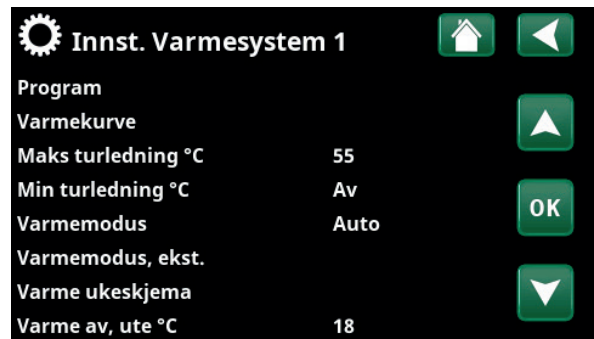 Innst. Varmesystem 1
Program
Varmekurve
Maks turledning °C 55
Min turledning °C Av
Varmemodus Auto
OK
Varmemodus, ekst.
Varme ukeskjema
Varme av, ute °C 18